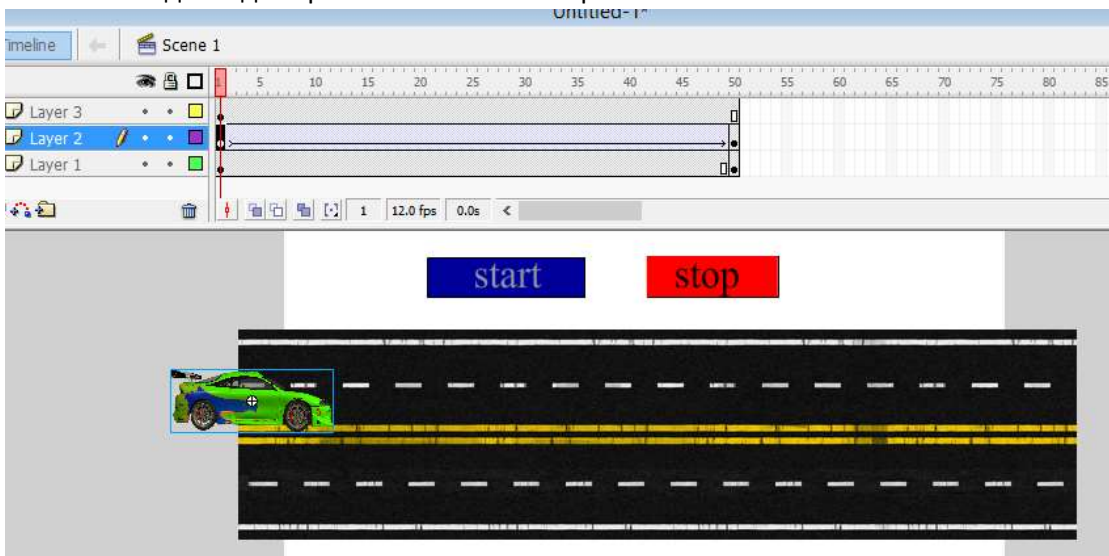 Untitled-1*
Timeline Scene 1
1 5 10 15 20 25 30 35 40 45 50 55 60 65 70 75 80 85
Layer 3
Layer 2
Layer 1
1 12.0 fps 0.0s
start stop